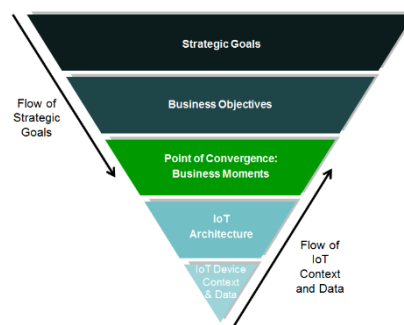 Strategic Goals
Business Objectives
Flow of
Strategic
Goals
Point of Convergence:
Business Moments
IoT
Architecture
IoT Device
Context
& Data
Flow of
IoT
Context
and Data